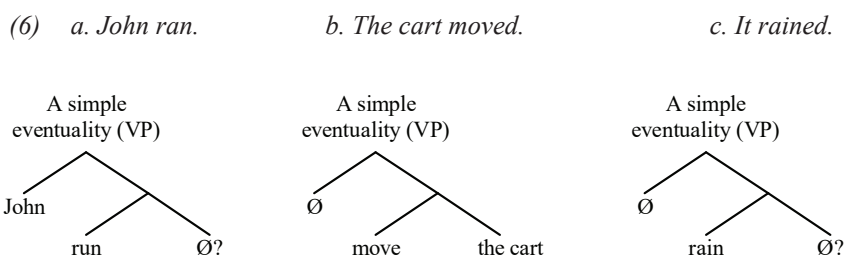 (6) a. John ran. b. The cart moved. c. It rained.
A simple A simple A simple
eventuality (VP) eventuality (VP) eventuality (VP)
John Ø Ø
run Ø? move the cart rain Ø?